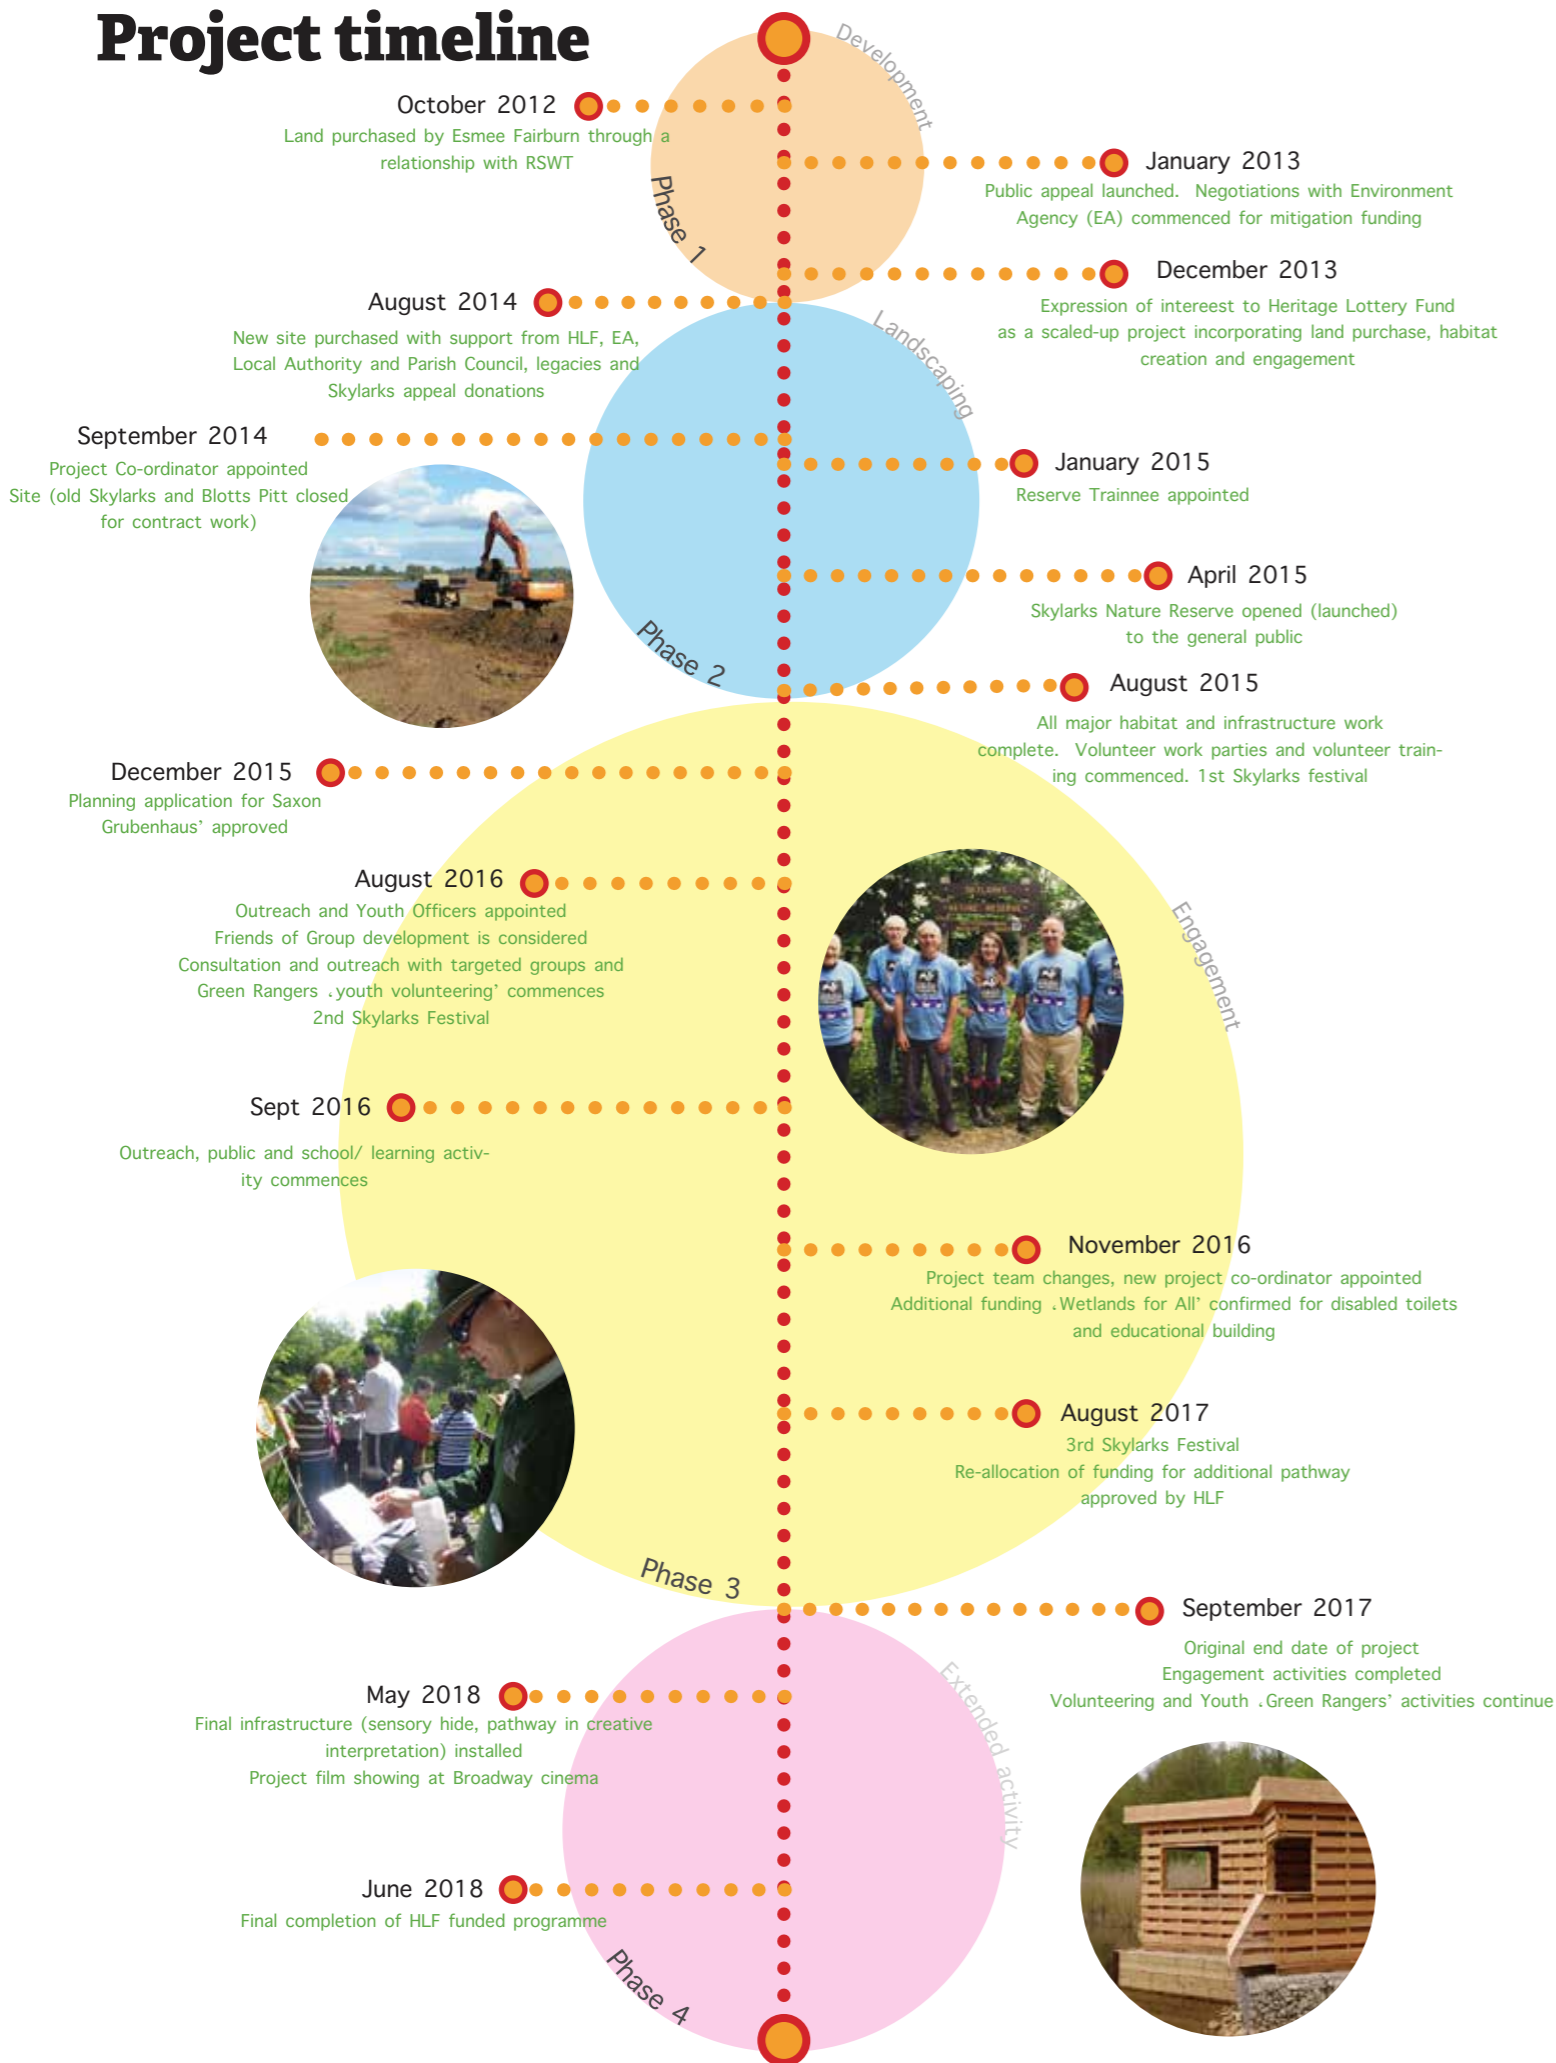 Project timeline
Development
October 2012
Land purchased by Esmee Fairburn through a
relationship with RSWT
January 2013
Public appeal launched. Negotiations with Environment
Agency (EA) commenced for mitigation funding
Phase 1
December 2013
Expression of intereest to Heritage Lottery Fund
as a scaled-up project incorporating land purchase, habitat
creation and engagement
August 2014
New site purchased with support from HLF, EA,
Local Authority and Parish Council, legacies and
Skylarks appeal donations
Landscaping
September 2014
Project Co-ordinator appointed
Site (old Skylarks and Blotts Pitt closed
for contract work)
January 2015
Reserve Trainnee appointed
April 2015
Skylarks Nature Reserve opened (launched)
to the general public
Phase 2
August 2015
All major habitat and infrastructure work
complete. Volunteer work parties and volunteer train-
ing commenced. 1st Skylarks festival
December 2015
Planning application for Saxon
Grubenhaus’ approved
August 2016
Outreach and Youth Officers appointed
Friends of Group development is considered
Consultation and outreach with targeted groups and
Green Rangers ‘youth volunteering’ commences
2nd Skylarks Festival
Engagement
SKYLARKS
NATURE RESERVE
Sept 2016
Outreach, public and school/ learning activ-
ity commences
November 2016
Project team changes, new project co-ordinator appointed
Additional funding ‘Wetlands for All’ confirmed for disabled toilets
and educational building
August 2017
3rd Skylarks Festival
Re-allocation of funding for additional pathway
approved by HLF
Phase 3
September 2017
Original end date of project
Engagement activities completed
Volunteering and Youth ‘Green Rangers’ activities continue
Extended activity
May 2018
Final infrastructure (sensory hide, pathway in creative
interpretation) installed
Project film showing at Broadway cinema
June 2018
Final completion of HLF funded programme
Phase 4